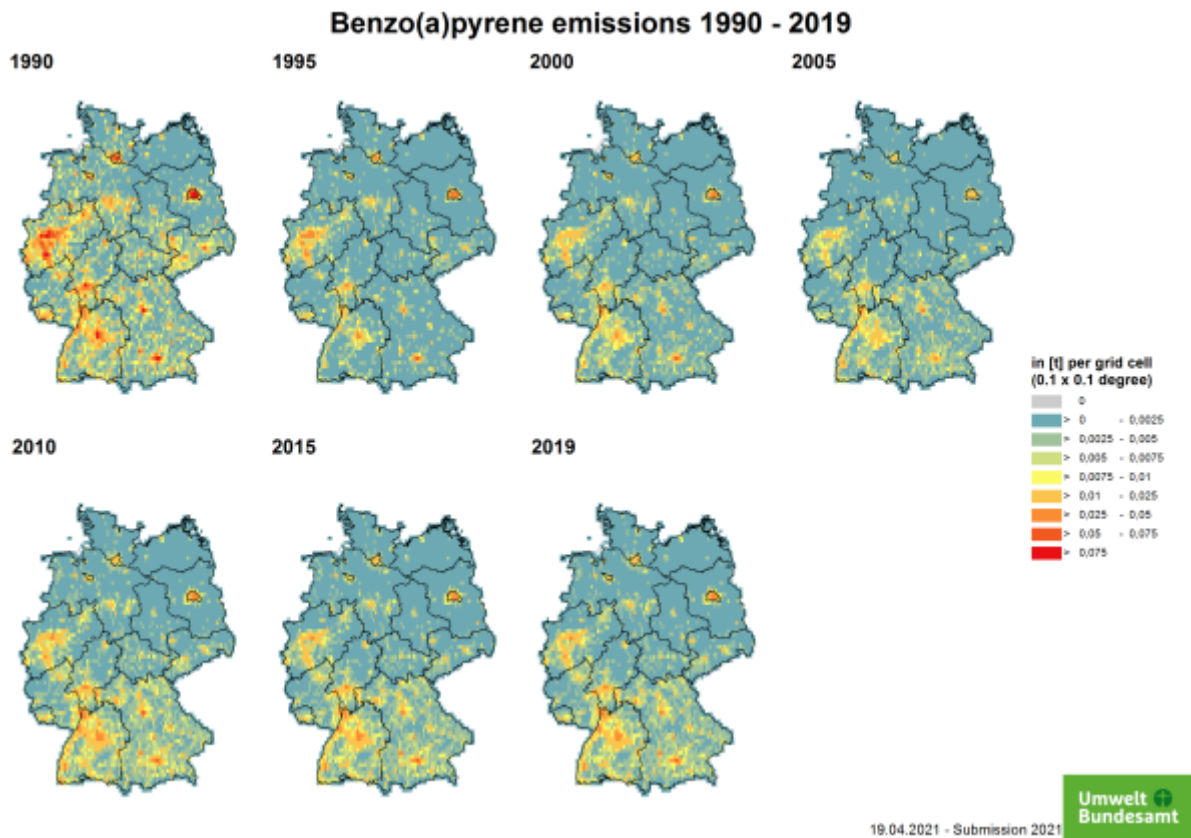 Benzo(a)pyrene emissions 1990 - 2019
1990
1995
2000
2005
in [t] per grid cell
(0.1 x 0.1 degree)
0
> 0 - 0,0025
> 0,0025 - 0,005
> 0,005 - 0,0075
> 0,0075 - 0,01
> 0,01 - 0,025
> 0,025 - 0,05
> 0,05 - 0,075
> 0,075
2010
2015
2019
Umwelt
Bundesamt
19.04.2021 - Submission 2021